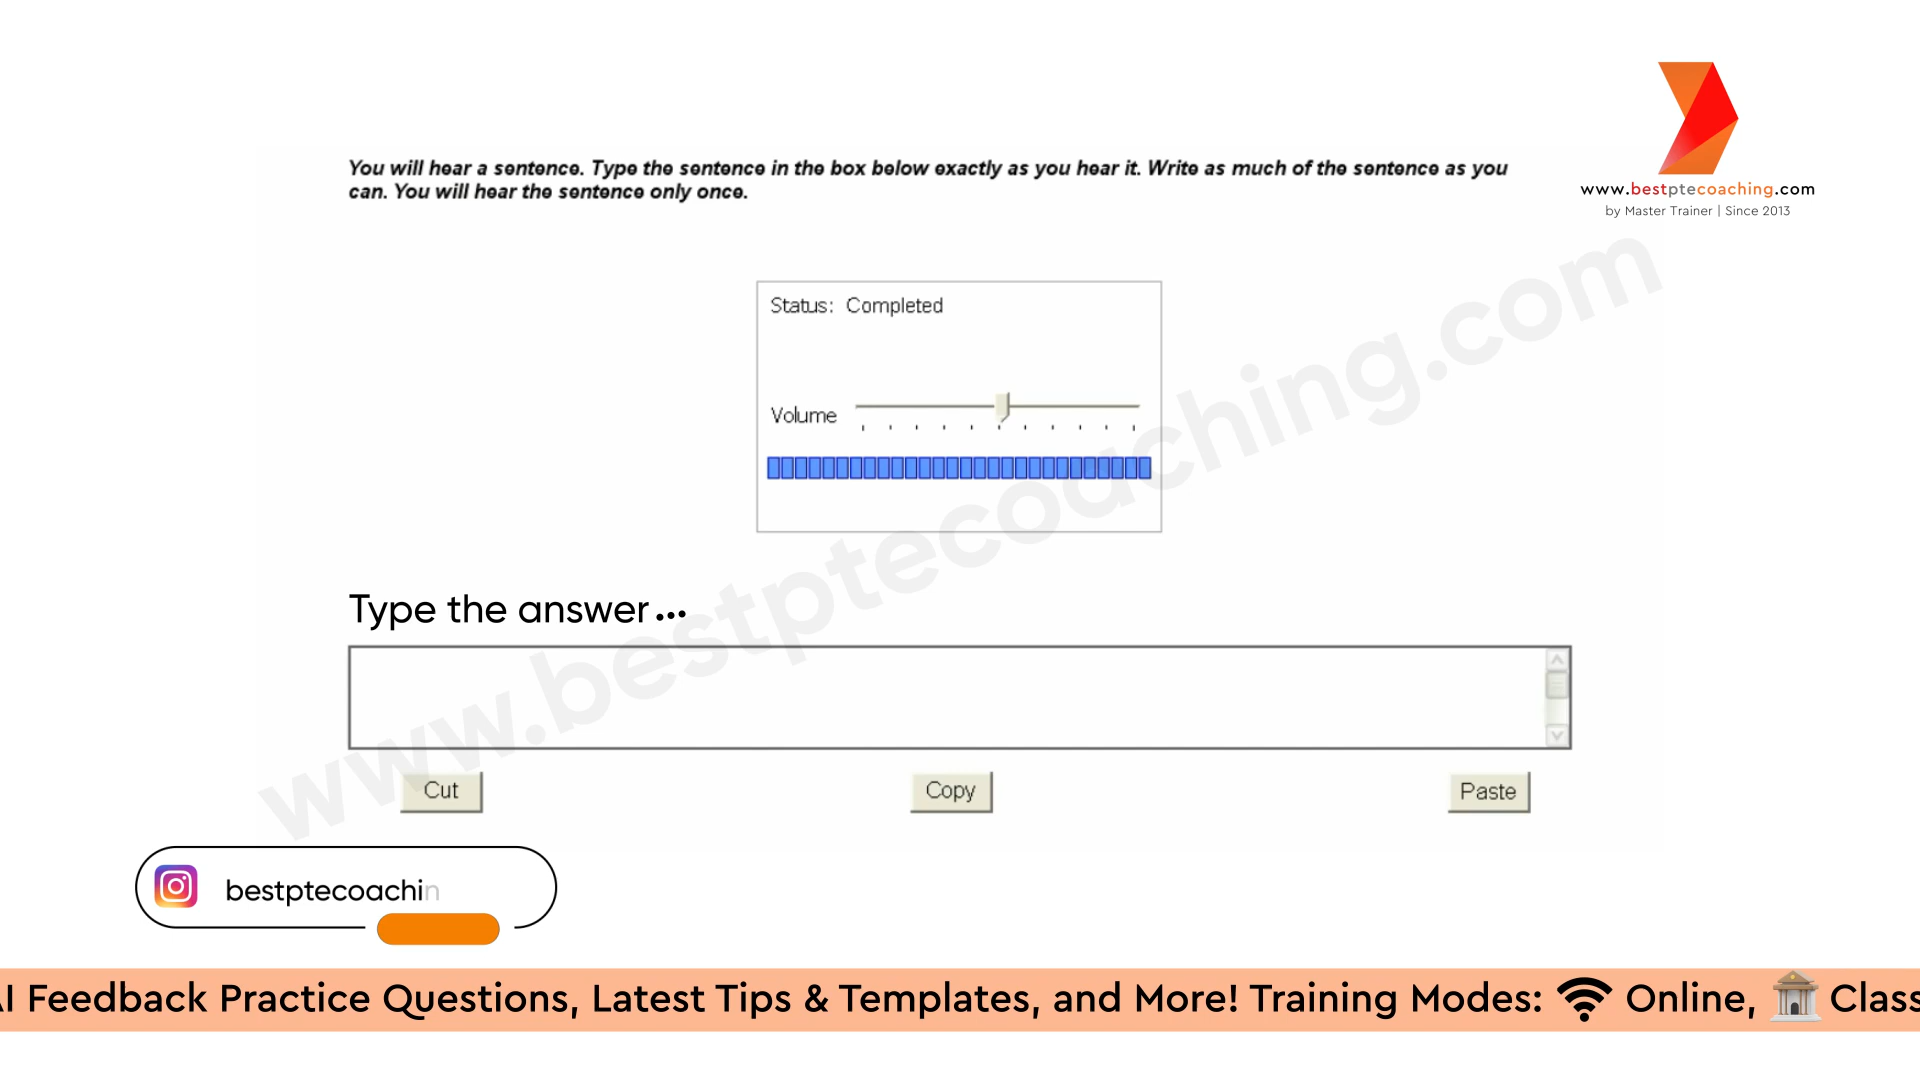 You will hear a sentence. Type the sentence in the box below exactly as you hear it. Write as much of the sentence as you
can. You will hear the sentence only once.
www.bestptecoaching.com
by Master Trainer | Since 2013
Status: Completed
Volume
www.bestptecoaching.com
Type the answer...
Cut
Copy
Paste
bestptecoachin
AI Feedback Practice Questions, Latest Tips & Templates, and More! Training Modes: Online, Class